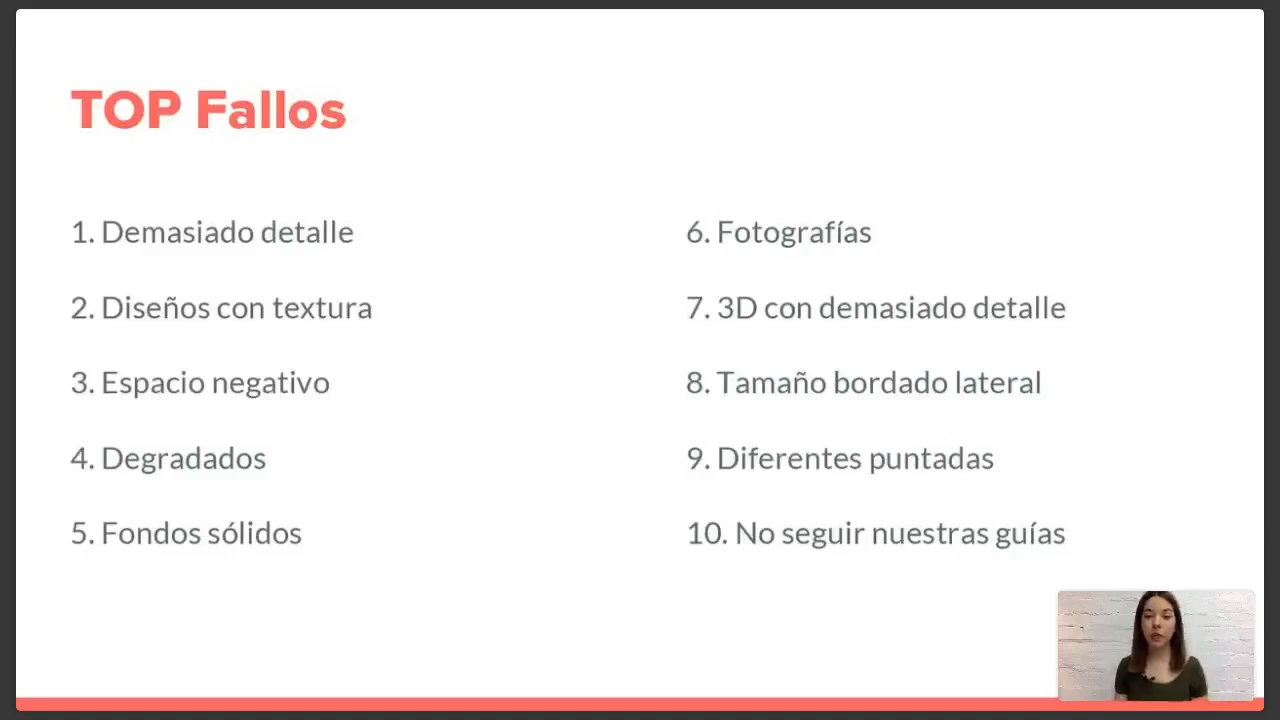 TOP Fallos
1. Demasiado detalle
2. Diseños con textura
3. Espacio negativo
4. Degradados
5. Fondos sólidos
6. Fotografías
7. 3D con demasiado detalle
8. Tamaño bordado lateral
9. Diferentes puntadas
10. No seguir nuestras guías